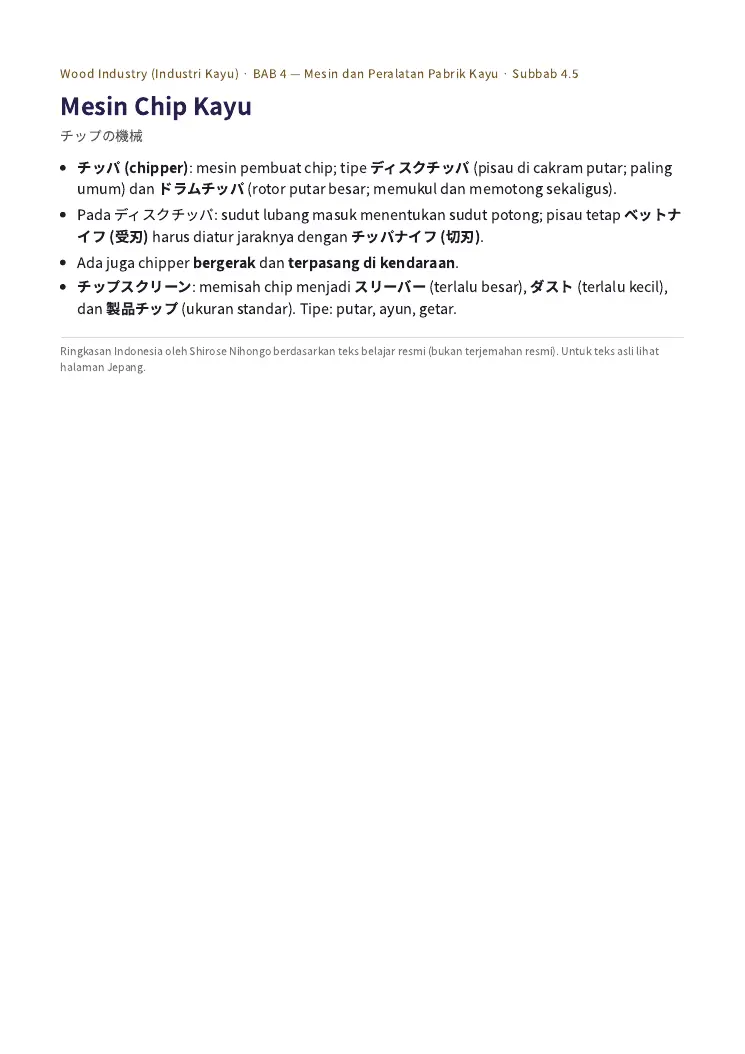 Wood Industry (Industri Kayu) · BAB 4 — Mesin dan Peralatan Pabrik Kayu · Subbab 4.5
Mesin Chip Kayu
チップの機械
• チッパ (chipper): mesin pembuat chip; tipe ディスクチッパ (pisau di cakram putar; paling
umum) dan ドラムチッパ (rotor putar besar; memukul dan memotong sekaligus).
• Pada ディスクチッパ: sudut lubang masuk menentukan sudut potong; pisau tetap ベットナ
イフ (受刃) harus diatur jaraknya dengan チッパナイフ (切刃).
• Ada juga chipper bergerak dan terpasang di kendaraan.
• チップスクリーン: memisah chip menjadi スリーバー (terlalu besar), ダスト (terlalu kecil),
dan 製品チップ (ukuran standar). Tipe: putar, ayun, getar.
Ringkasan Indonesia oleh Shirose Nihongo berdasarkan teks belajar resmi (bukan terjemahan resmi). Untuk teks asli lihat
halaman Jepang.